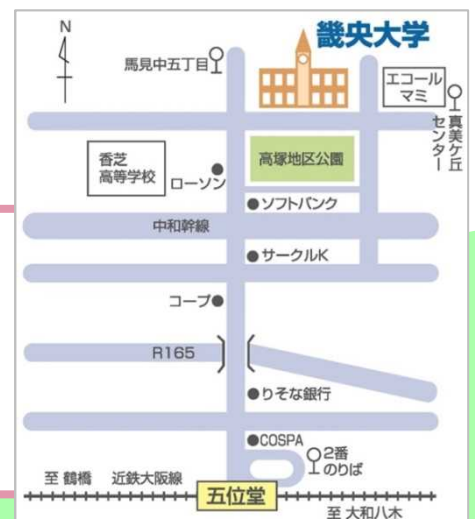 N
畿央大学
馬見中五丁目
エコール
マミ
真美ケ丘
センター
香芝
高等学校
高塚地区公園
ローソン
ソフトバンク
中和幹線
サークルK
コープ
R165
りそな銀行
COSPA
2番
のりば
至 鶴橋
近鉄大阪線
五位堂
至 大和八木